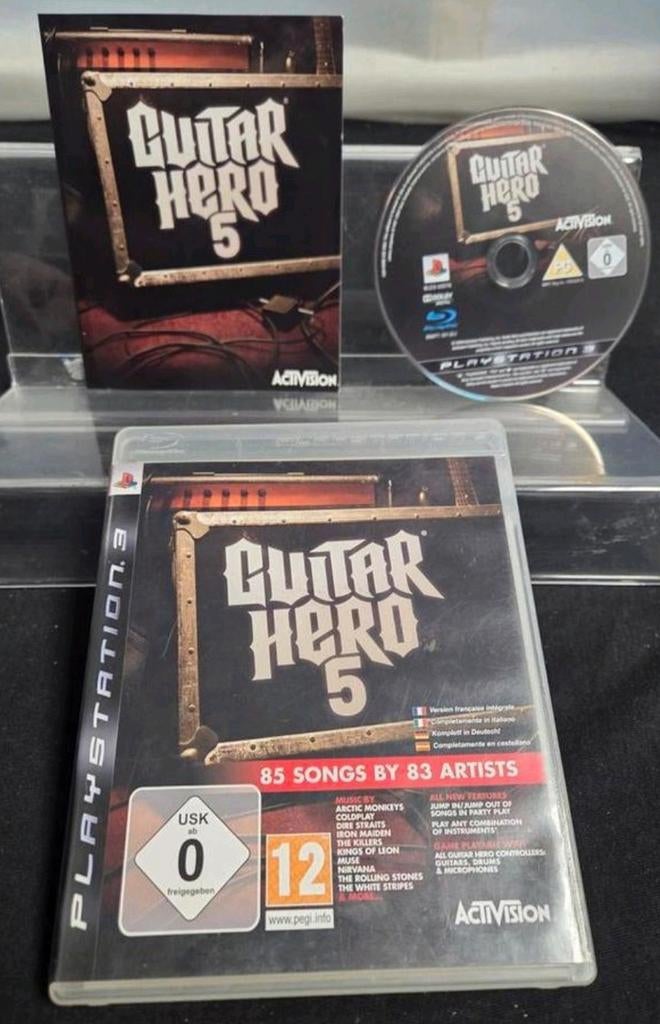 GUITAR
HERO
5
ACTIVISION
GUITAR
HERO
5
ACTIVISION
PG
0
DOLBY
PLAYSTATION 3
PLAYSTATION 3
GUITAR
HERO
5
Version française intégrale
Completamente in italiano
Komplett in Deutsch!
Completamente en castellano
85 SONGS BY 83 ARTISTS
USK
ab
0
freigegeben
12
www.pegi.info
MUSIC BY
ARCTIC MONKEYS
COLDPLAY
DIRE STRAITS
IRON MAIDEN
THE KILLERS
KINGS OF LEON
MUSE
NIRVANA
THE ROLLING STONES
THE WHITE STRIPES
& MORE...
ALL NEW FEATURES
JUMP IN/JUMP OUT OF
SONGS IN PARTY PLAY
PLAY ANY COMBINATION
OF INSTRUMENTS*
GAME PLAYABLE WITH
ALL GUITAR HERO CONTROLLERS:
GUITARS, DRUMS
& MICROPHONES
ACTIVISION